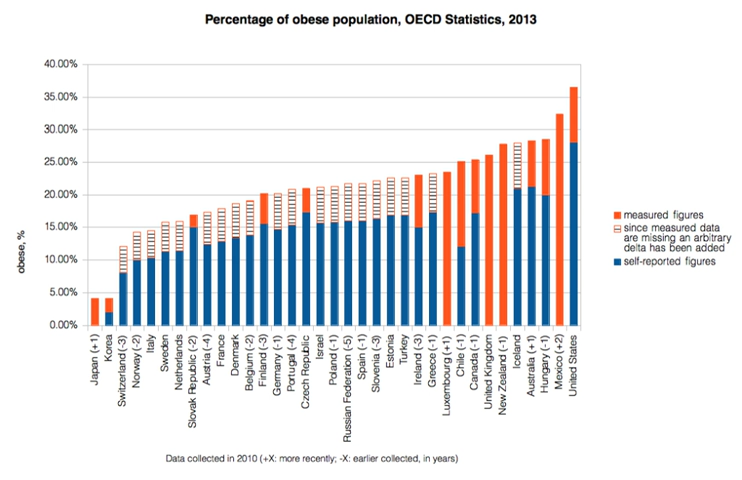 Percentage of obese population, OECD Statistics, 2013
40.00%
35.00%
30.00%
25.00%
20.00%
15.00%
10.00%
5.00%
0.00%
obese, %
Japan (+1)
Korea
Switzerland (-3)
Norway (-2)
Italy
Sweden
Netherlands
Slovak Republic (-2)
Austria (-4)
France
Denmark
Belgium (-2)
Finland (-3)
Germany (-1)
Portugal (-4)
Czech Republic
Israel
Poland (-1)
Russian Federation (-5)
Spain (-1)
Slovenia (-3)
Estonia
Turkey
Ireland (-3)
Greece (-1)
Luxembourg (+1)
Chile (-1)
Canada (-1)
United Kingdom
New Zealand (-1)
Iceland
Australia (+1)
Hungary (-1)
Mexico (+2)
United States
measured figures
since measured data
are missing an arbitrary
delta has been added
self-reported figures
Data collected in 2010 (+X: more recently; -X: earlier collected, in years)